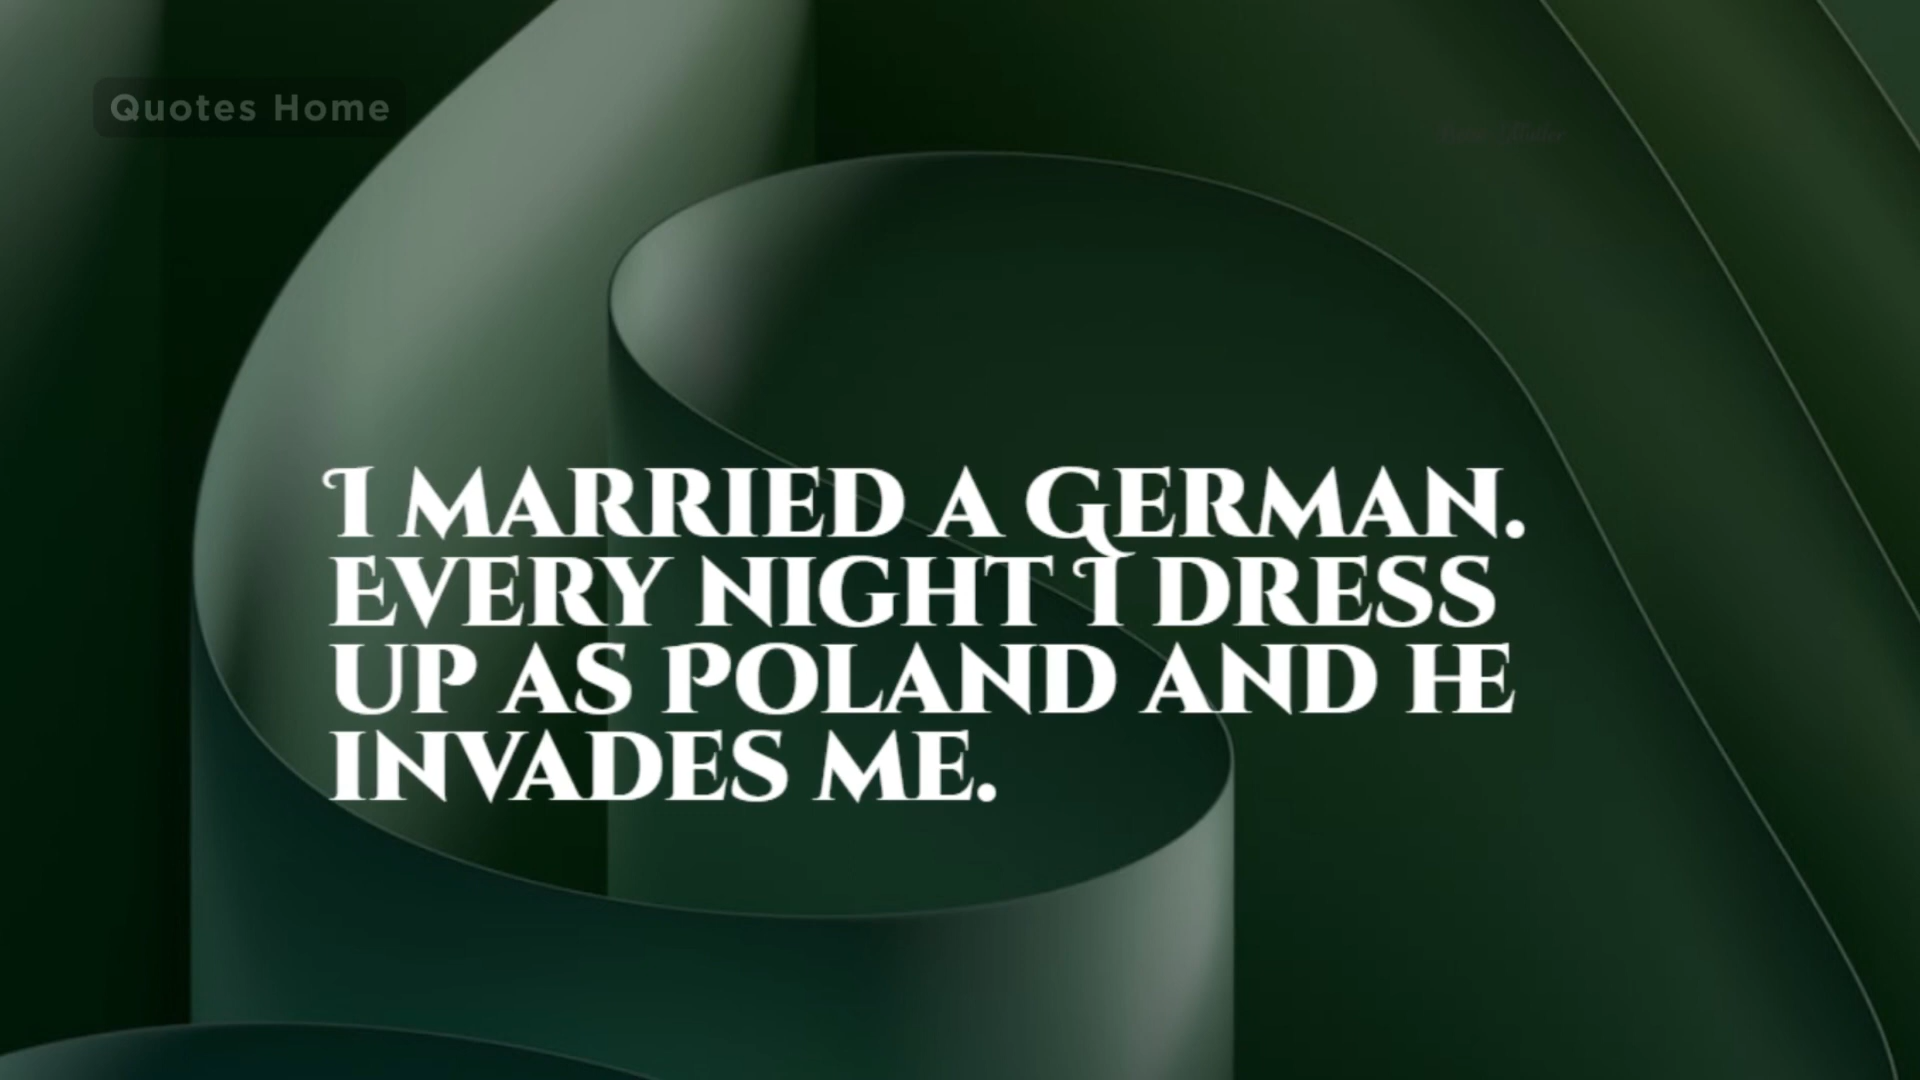 Quotes Home
I married a German.
Every night I dress
up as Poland and he
invades me.